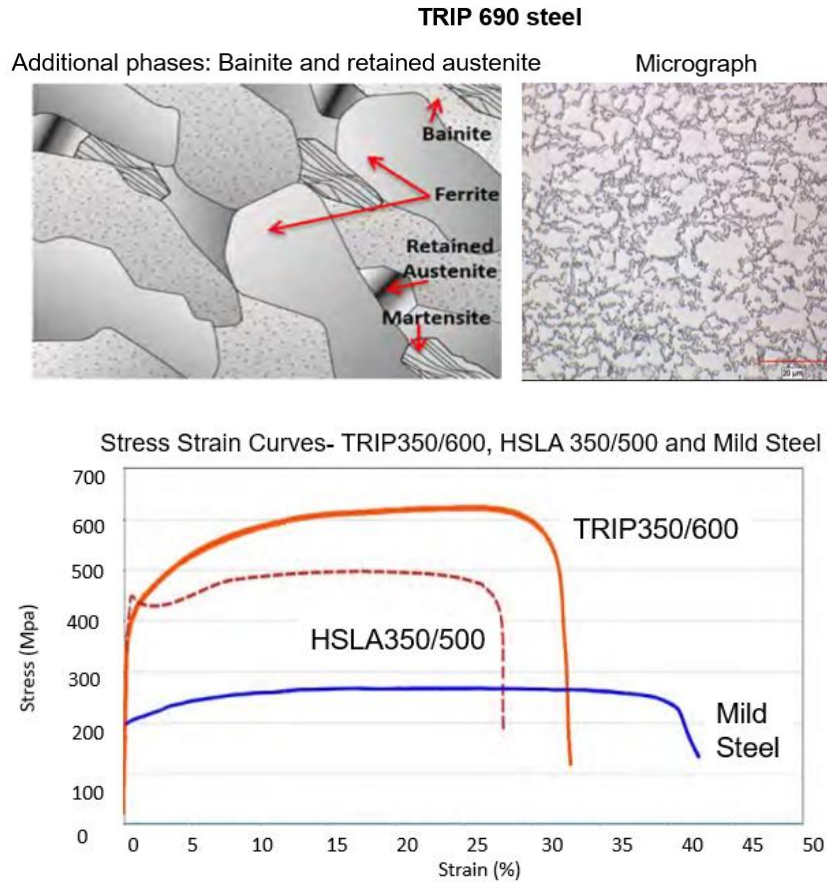 TRIP 690 steel
Additional phases: Bainite and retained austenite
Micrograph
Bainite
Ferrite
Retained
Austenite
Martensite
20 µm
Stress Strain Curves- TRIP350/600, HSLA 350/500 and Mild Steel
700
600
500
400
300
200
100
0
Stress (Mpa)
TRIP350/600
HSLA350/500
Mild
Steel
0 5 10 15 20 25 30 35 40 45 50
Strain (%)